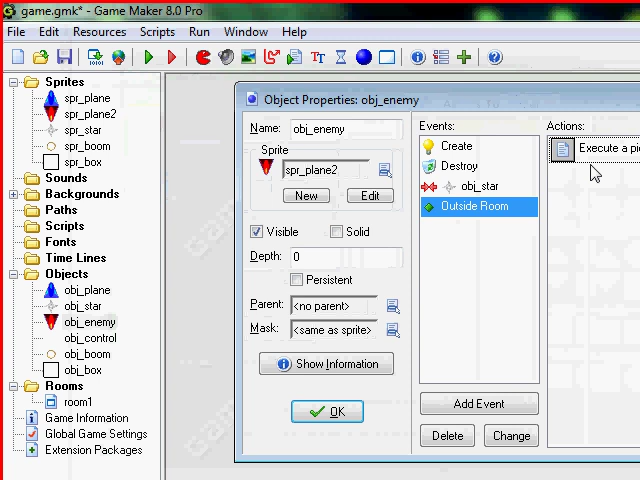 game.gmk* - Game Maker 8.0 Pro
File Edit Resources Scripts Run Window Help
Sprites
spr_plane
spr_plane2
spr_star
spr_boom
spr_box
Sounds
Backgrounds
Paths
Scripts
Fonts
Time Lines
Objects
obj_plane
obj_star
obj_enemy
obj_control
obj_boom
obj_box
Rooms
room1
Game Information
Global Game Settings
Extension Packages
Object Properties: obj_enemy
Name: obj_enemy
Sprite
spr_plane2
New Edit
Visible Solid
Depth: 0
Persistent
Parent: <no parent>
Mask: <same as sprite>
Show Information
OK
Events:
Create
Destroy
obj_star
Outside Room
Add Event
Delete Change
Actions:
Execute a pie